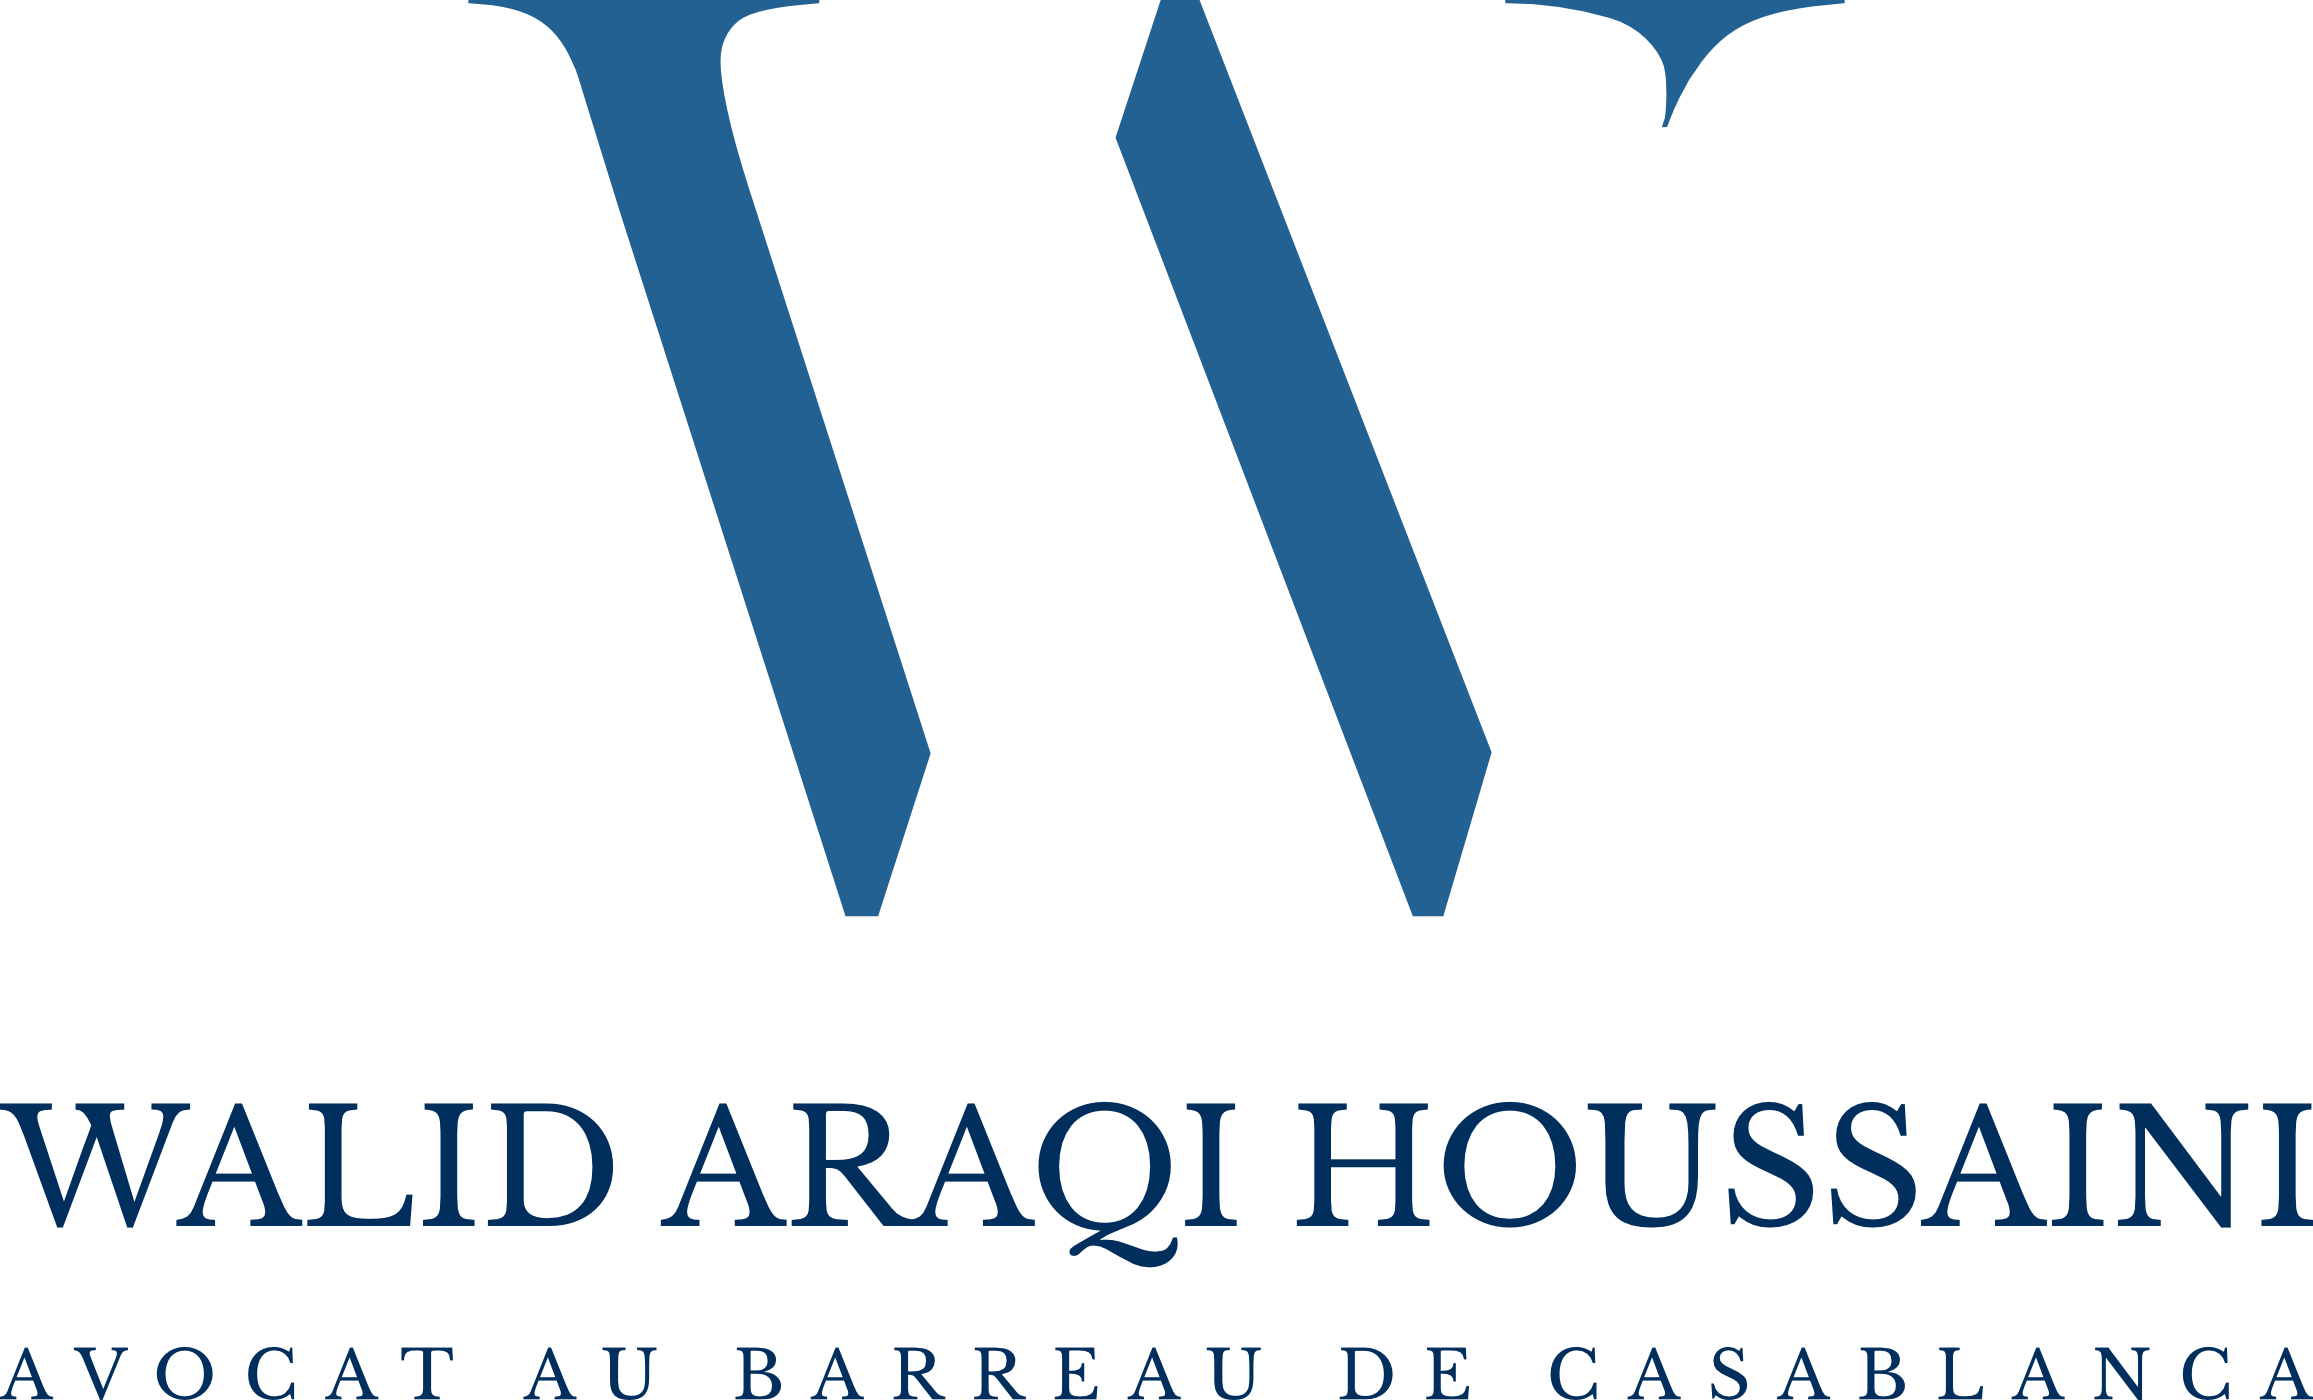 W
WALID ARAQI HOUSSAINI
AVOCAT AU BARREAU DE CASABLANCA